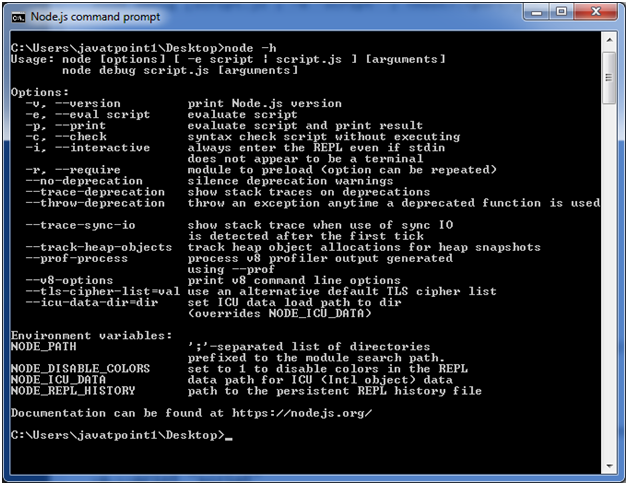 Node.js command prompt
C:\Users\javatpoint1\Desktop>node -h
Usage: node [options] [ -e script | script.js ] [arguments]
       node debug script.js [arguments]

Options:
  -v, --version         print Node.js version
  -e, --eval script     evaluate script
  -p, --print           evaluate script and print result
  -c, --check           syntax check script without executing
  -i, --interactive     always enter the REPL even if stdin
                        does not appear to be a terminal
  -r, --require         module to preload (option can be repeated)
  --no-deprecation      silence deprecation warnings
  --trace-deprecation   show stack traces on deprecations
  --throw-deprecation   throw an exception anytime a deprecated function is used

  --trace-sync-io       show stack trace when use of sync IO
                        is detected after the first tick
  --track-heap-objects  track heap object allocations for heap snapshots
  --prof-process        process v8 profiler output generated
                        using --prof
  --v8-options          print v8 command line options
  --tls-cipher-list=val use an alternative default TLS cipher list
  --icu-data-dir=dir    set ICU data load path to dir
                        (overrides NODE_ICU_DATA)

Environment variables:
NODE_PATH               ';'-separated list of directories
                        prefixed to the module search path.
NODE_DISABLE_COLORS     set to 1 to disable colors in the REPL
NODE_ICU_DATA           data path for ICU (Intl object) data
NODE_REPL_HISTORY       path to the persistent REPL history file

Documentation can be found at https://nodejs.org/

C:\Users\javatpoint1\Desktop>_